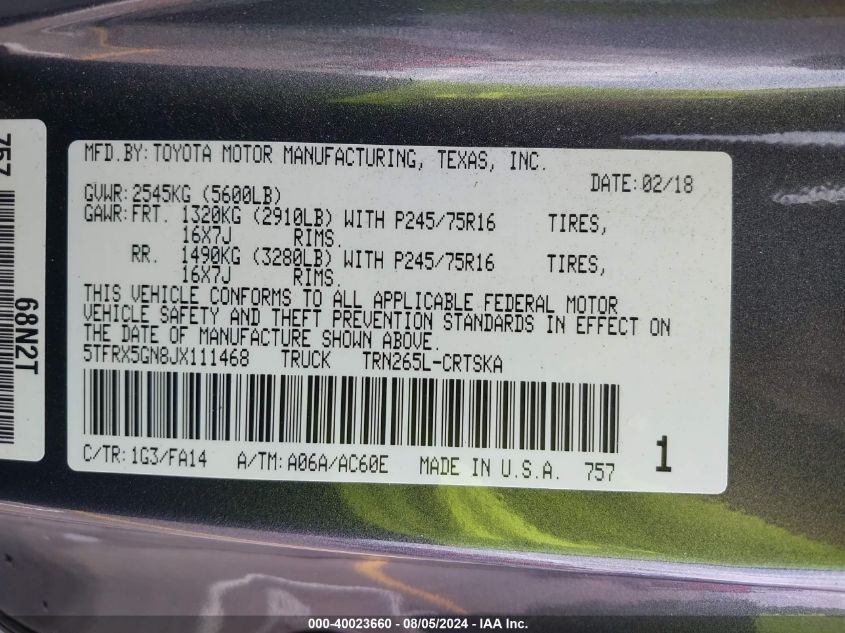 MFD.BY:TOYOTA MOTOR MANUFACTURING, TEXAS, INC.
DATE:02/18
GVWR:2545KG (5600LB)
GAWR:FRT. 1320KG (2910LB) WITH P245/75R16 TIRES,
16X7J RIMS.
RR. 1490KG (3280LB) WITH P245/75R16 TIRES,
16X7J RIMS.
THIS VEHICLE CONFORMS TO ALL APPLICABLE FEDERAL MOTOR
VEHICLE SAFETY AND THEFT PREVENTION STANDARDS IN EFFECT ON
THE DATE OF MANUFACTURE SHOWN ABOVE.
5TFRX5GN8JX111468 TRUCK TRN265L-CRTSKA
C/TR:1G3/FA14 A/TM:A06A/AC60E MADE IN U.S.A. 757
1
757
68N2T
000-40023660 - 08/05/2024 - IAA Inc.